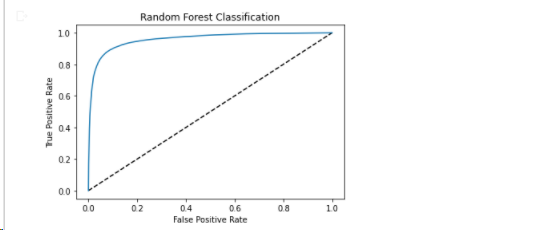 Random Forest Classification
1.0
0.8
0.6
0.4
0.2
0.0
True Positive Rate
0.0 0.2 0.4 0.6 0.8 1.0
False Positive Rate